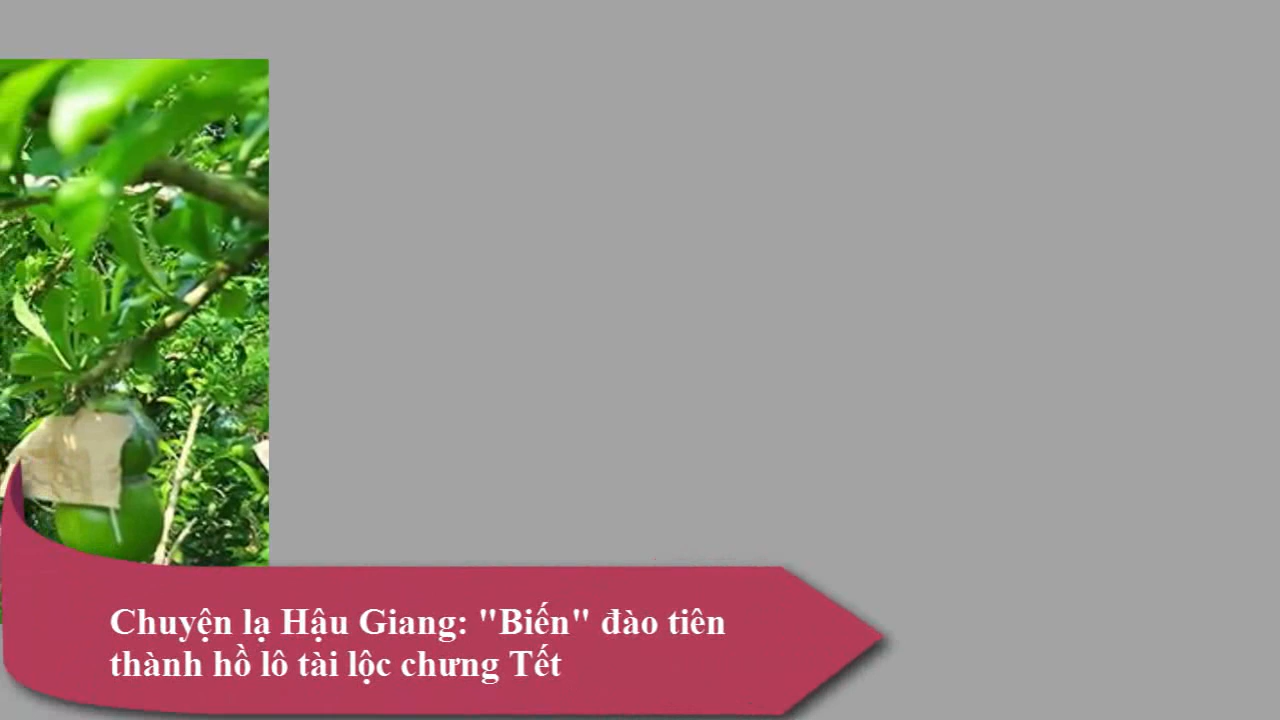 Chuyện lạ Hậu Giang: "Biến" đào tiên
thành hồ lô tài lộc chưng Tết